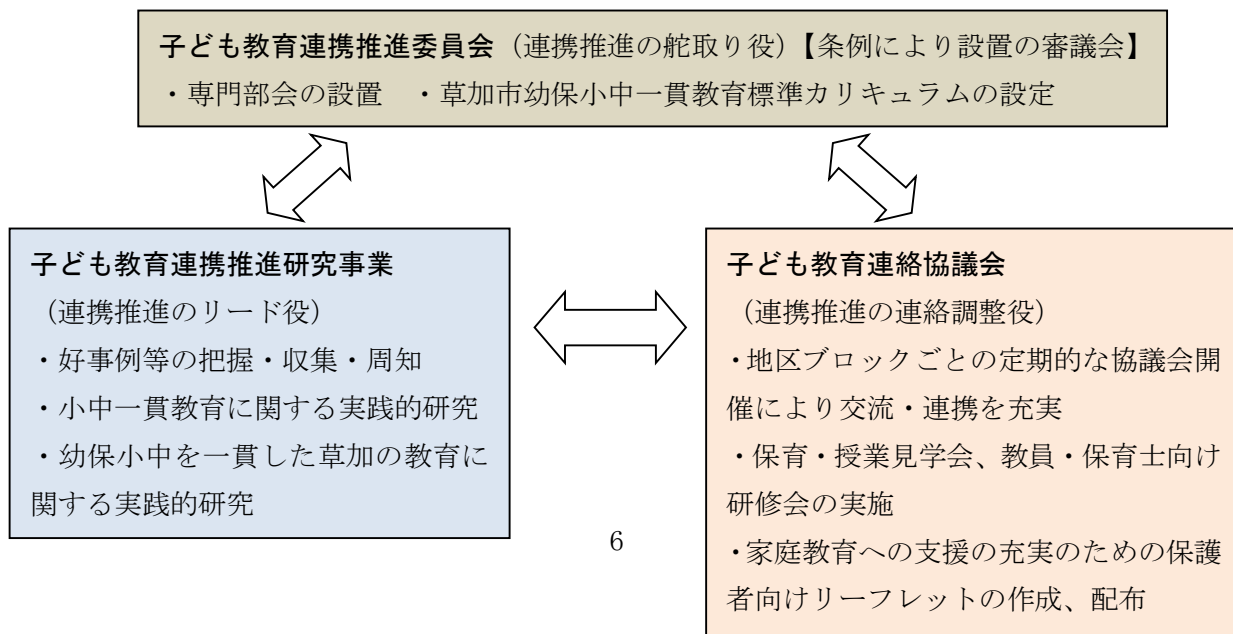 子ども教育連携推進委員会（連携推進の舵取り役）【条例により設置の審議会】
・専門部会の設置　・草加市幼保小中一貫教育標準カリキュラムの設定
子ども教育連携推進研究事業
（連携推進のリード役）
・好事例等の把握・収集・周知
・小中一貫教育に関する実践的研究
・幼保小中を一貫した草加の教育に
関する実践的研究
子ども教育連絡協議会
（連携推進の連絡調整役）
・地区ブロックごとの定期的な協議会開
催により交流・連携を充実
・保育・授業見学会、教員・保育士向け
研修会の実施
・家庭教育への支援の充実のための保護
者向けリーフレットの作成、配布
6